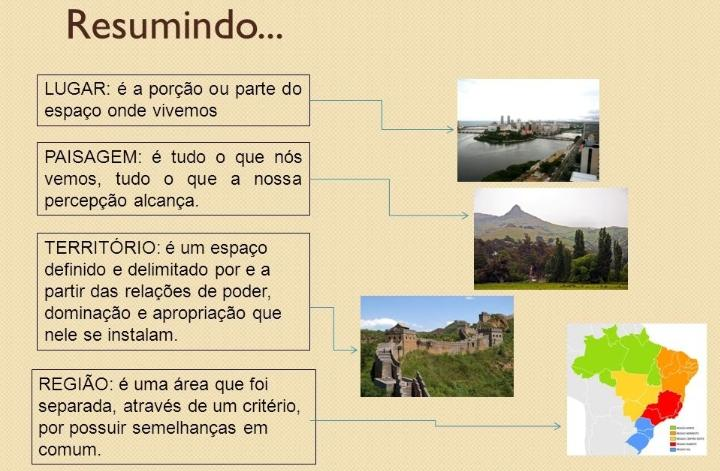 Resumindo...
LUGAR: é a porção ou parte do
espaço onde vivemos
PAISAGEM: é tudo o que nós
vemos, tudo o que a nossa
percepção alcança.
TERRITÓRIO: é um espaço
definido e delimitado por e a
partir das relações de poder,
dominação e apropriação que
nele se instalam.
REGIÃO: é uma área que foi
separada, através de um critério,
por possuir semelhanças em
comum.